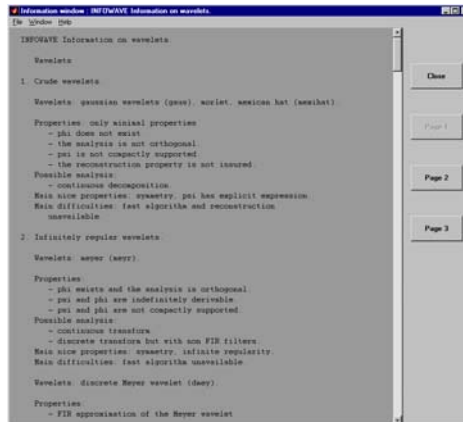 Information window : INFOWAVE Information on wavelets.
File Window Help
INFOWAVE Information on wavelets.
Wavelets
1. Crude wavelets.
Wavelets: gaussian wavelets (gaus), morlet, mexican hat (mexihat).
Properties: only minimal properties
- phi does not exist
- the analysis is not orthogonal.
- psi is not compactly supported.
- the reconstruction property is not insured.
Possible analysis:
- continuous decomposition.
Main nice properties: symmetry, psi has explicit expression.
Main difficulties: fast algorithm and reconstruction
unavailable.
2. Infinitely regular wavelets.
Wavelets: meyer (meyr).
Properties:
- phi exists and the analysis is orthogonal.
- psi and phi are indefinitely derivable.
- psi and phi are not compactly supported.
Possible analysis:
- continuous transform
- discrete transform but with non FIR filters.
Main nice properties: symmetry, infinite regularity.
Main difficulties: fast algorithm unavailable
Wavelets: discrete Meyer wavelet (dmey).
Properties:
- FIR approximation of the Meyer wavelet
Close
Page 1
Page 2
Page 3